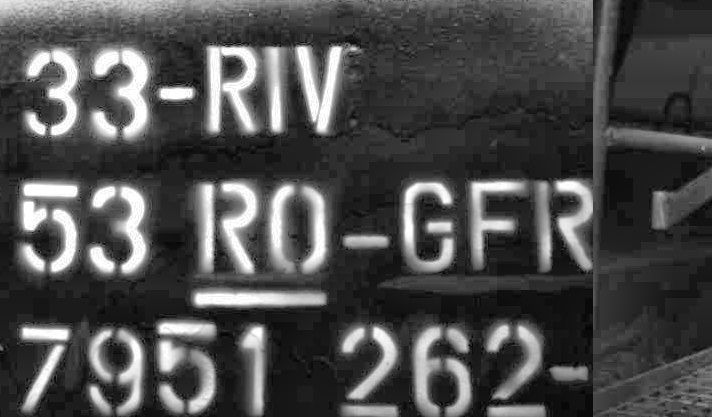 33-RIV
53 RO-GFR
7951 262-